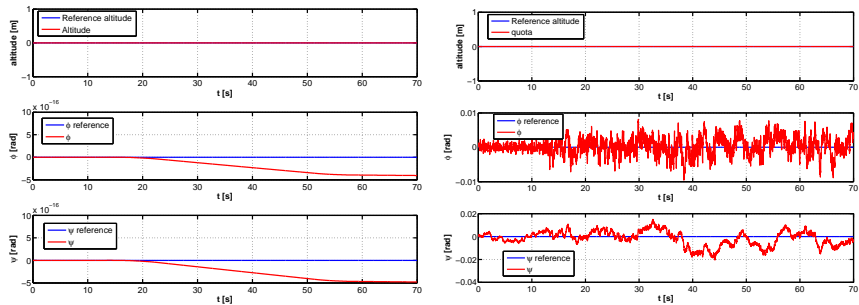 1
0
−1
altitude [m]
Reference altitude
Altitude
0 10 20 30 40 50 60 70
t [s]
x 10⁻¹⁶
10
5
0
−5
ϕ [rad]
ϕ reference
ϕ
0 10 20 30 40 50 60 70
t [s]
x 10⁻¹⁶
10
5
0
−5
ψ [rad]
ψ reference
ψ
0 10 20 30 40 50 60 70
t [s]
1
0
−1
altitude [m]
Reference altitude
quota
0 10 20 30 40 50 60 70
t [s]
0.01
0
−0.01
ϕ [rad]
ϕ reference
ϕ
0 10 20 30 40 50 60 70
t [s]
0.02
0
−0.02
−0.04
ψ [rad]
ψ reference
ψ
0 10 20 30 40 50 60 70
t [s]